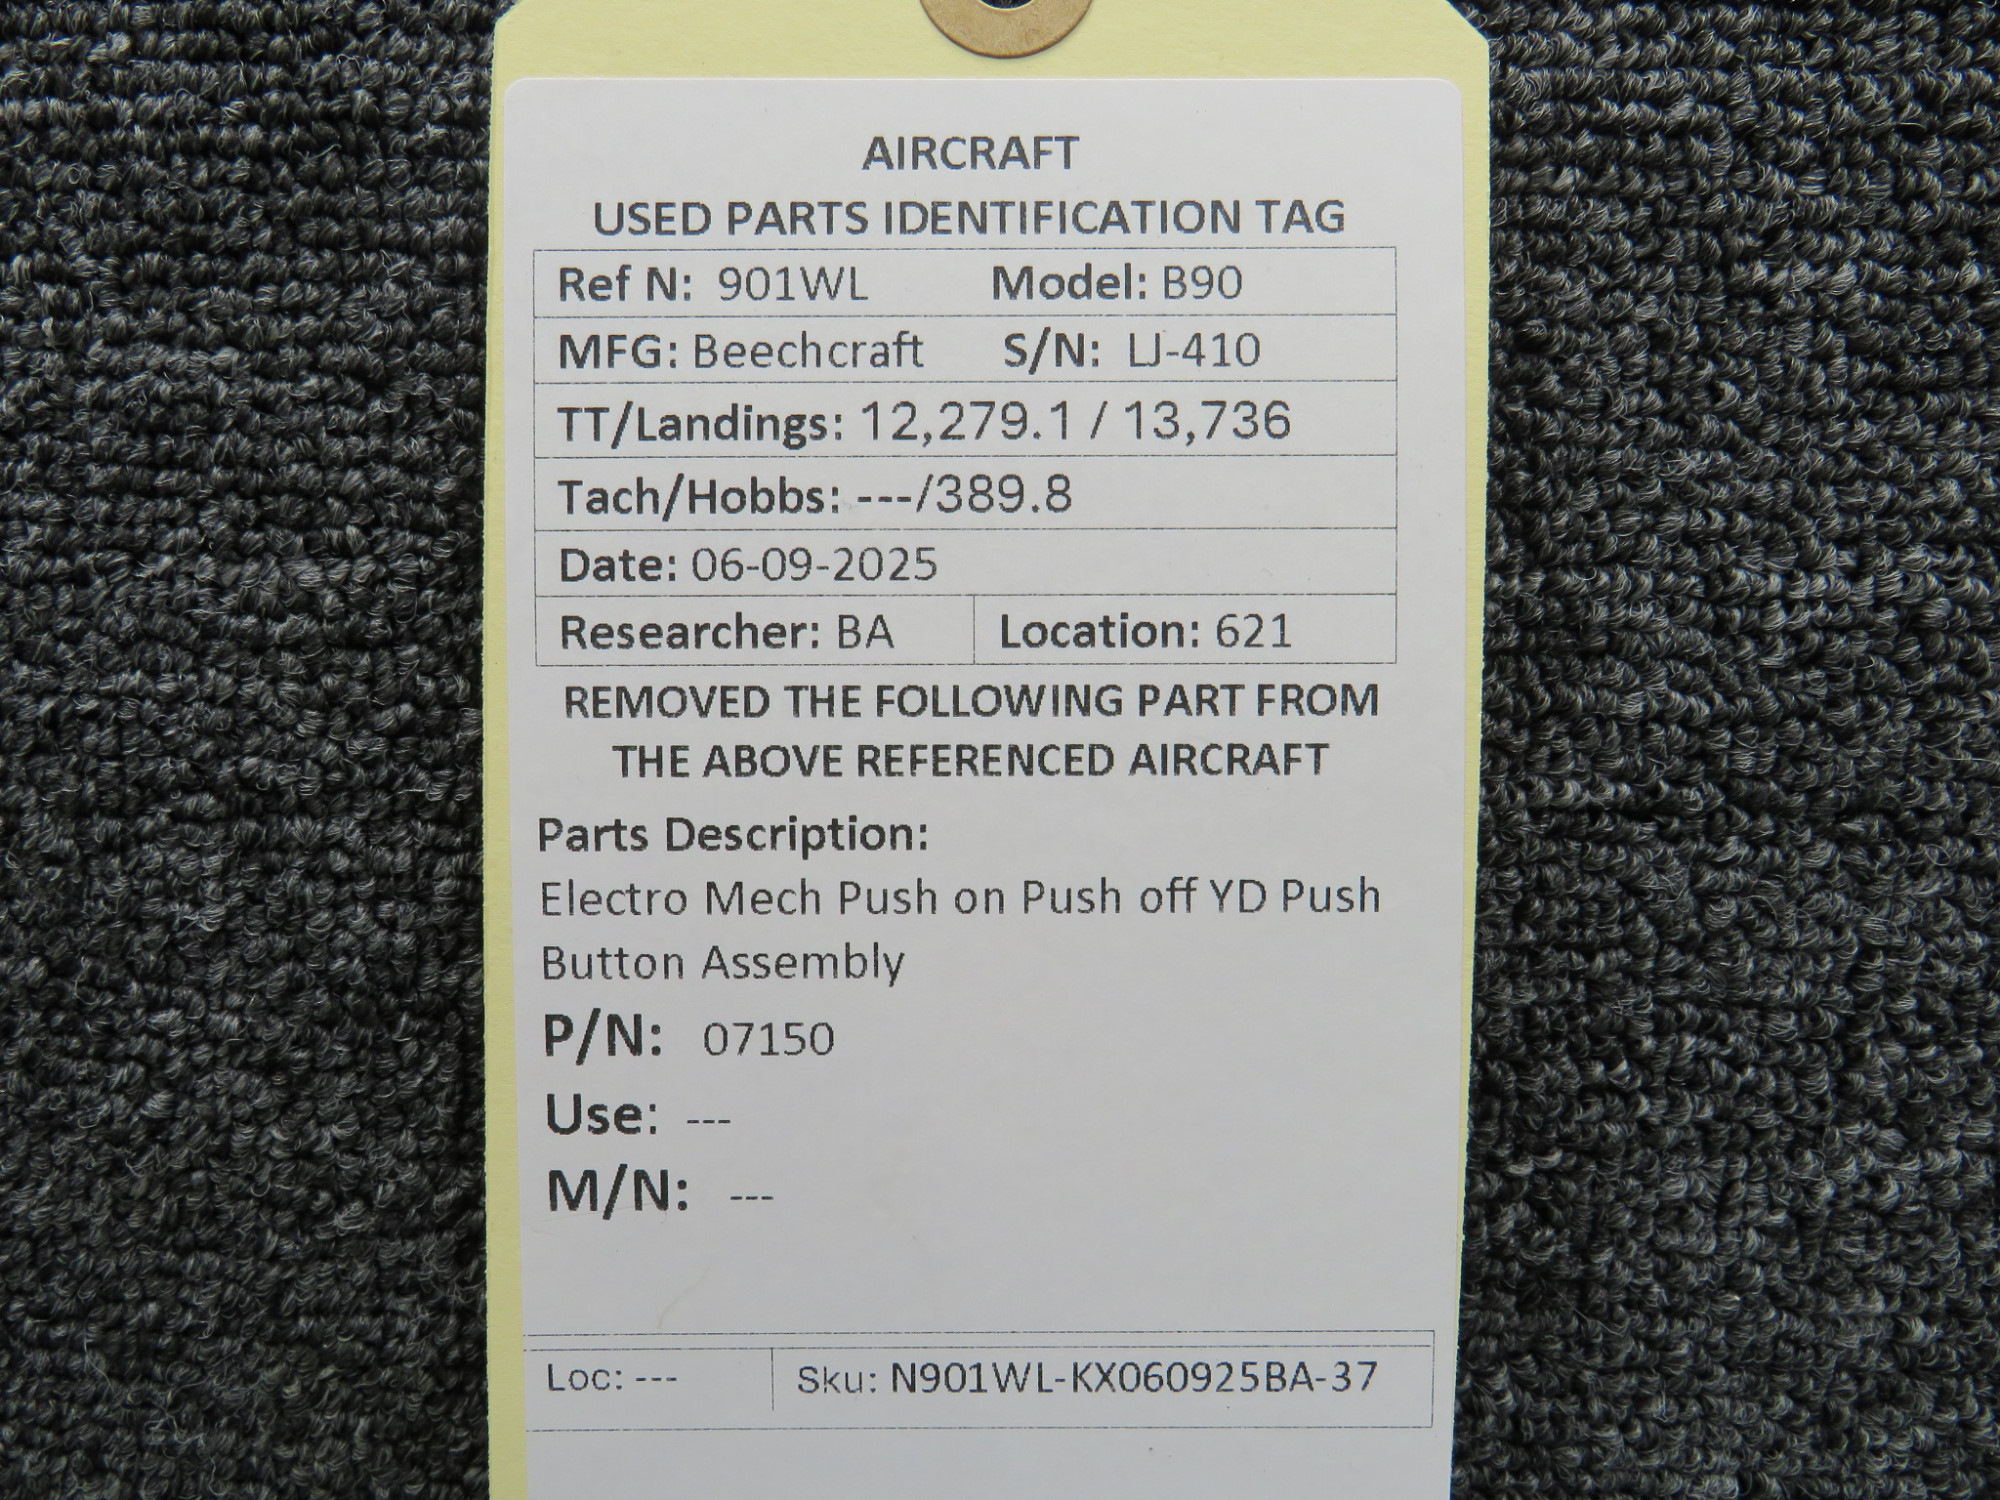 AIRCRAFT
USED PARTS IDENTIFICATION TAG
Ref N: 901WL Model: B90
MFG: Beechcraft S/N: LJ-410
TT/Landings: 12,279.1 / 13,736
Tach/Hobbs: ---/389.8
Date: 06-09-2025
Researcher: BA Location: 621
REMOVED THE FOLLOWING PART FROM
THE ABOVE REFERENCED AIRCRAFT
Parts Description:
Electro Mech Push on Push off YD Push
Button Assembly
P/N: 07150
Use: ---
M/N: ---
Loc: --- Sku: N901WL-KX060925BA-37